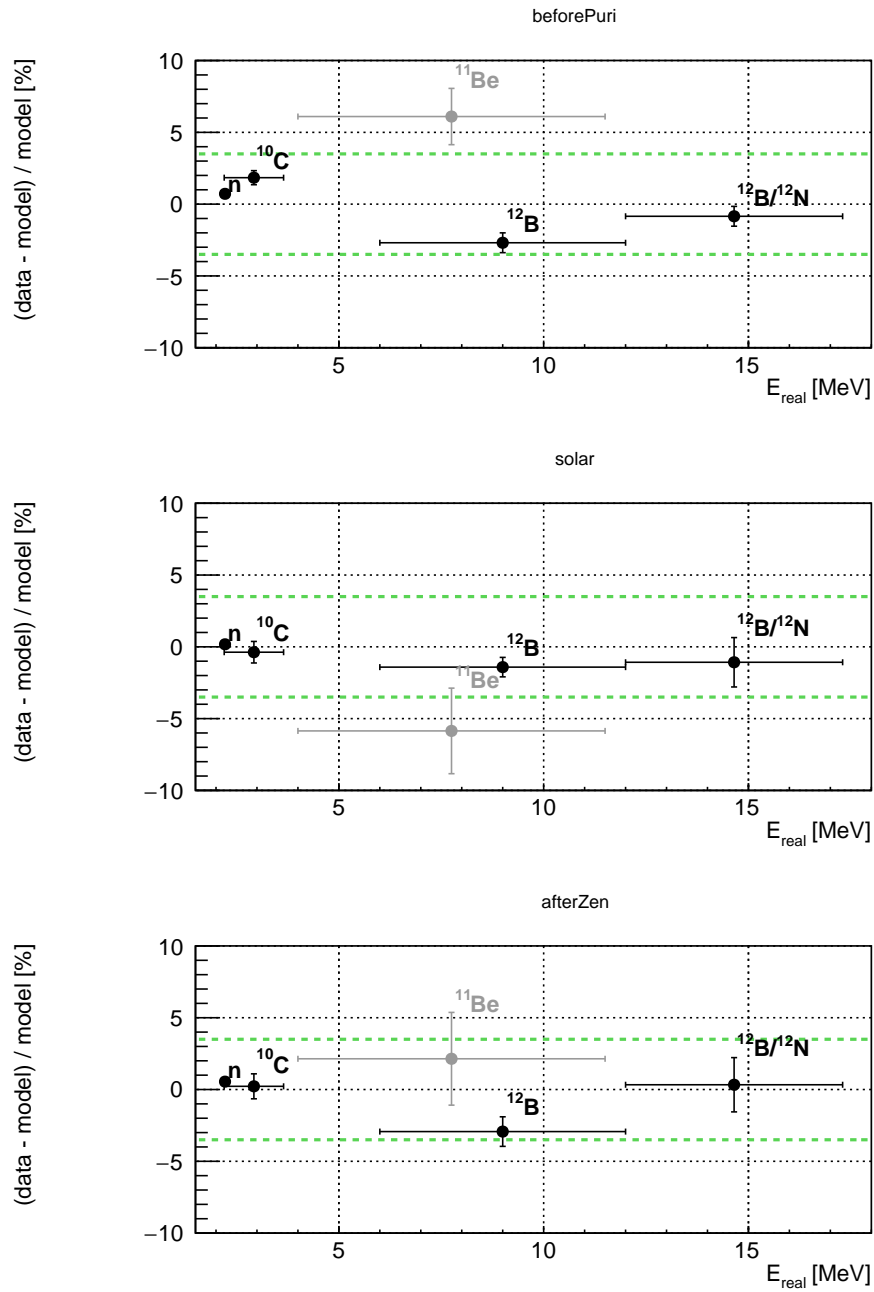 beforePuri
(data - model) / model [%]
10
5
0
−5
−10
n
¹⁰C
¹¹Be
¹²B
¹²B/¹²N
5
10
15
E_real [MeV]
solar
(data - model) / model [%]
10
5
0
−5
−10
n
¹⁰C
¹¹Be
¹²B
¹²B/¹²N
5
10
15
E_real [MeV]
afterZen
(data - model) / model [%]
10
5
0
−5
−10
n
¹⁰C
¹¹Be
¹²B
¹²B/¹²N
5
10
15
E_real [MeV]